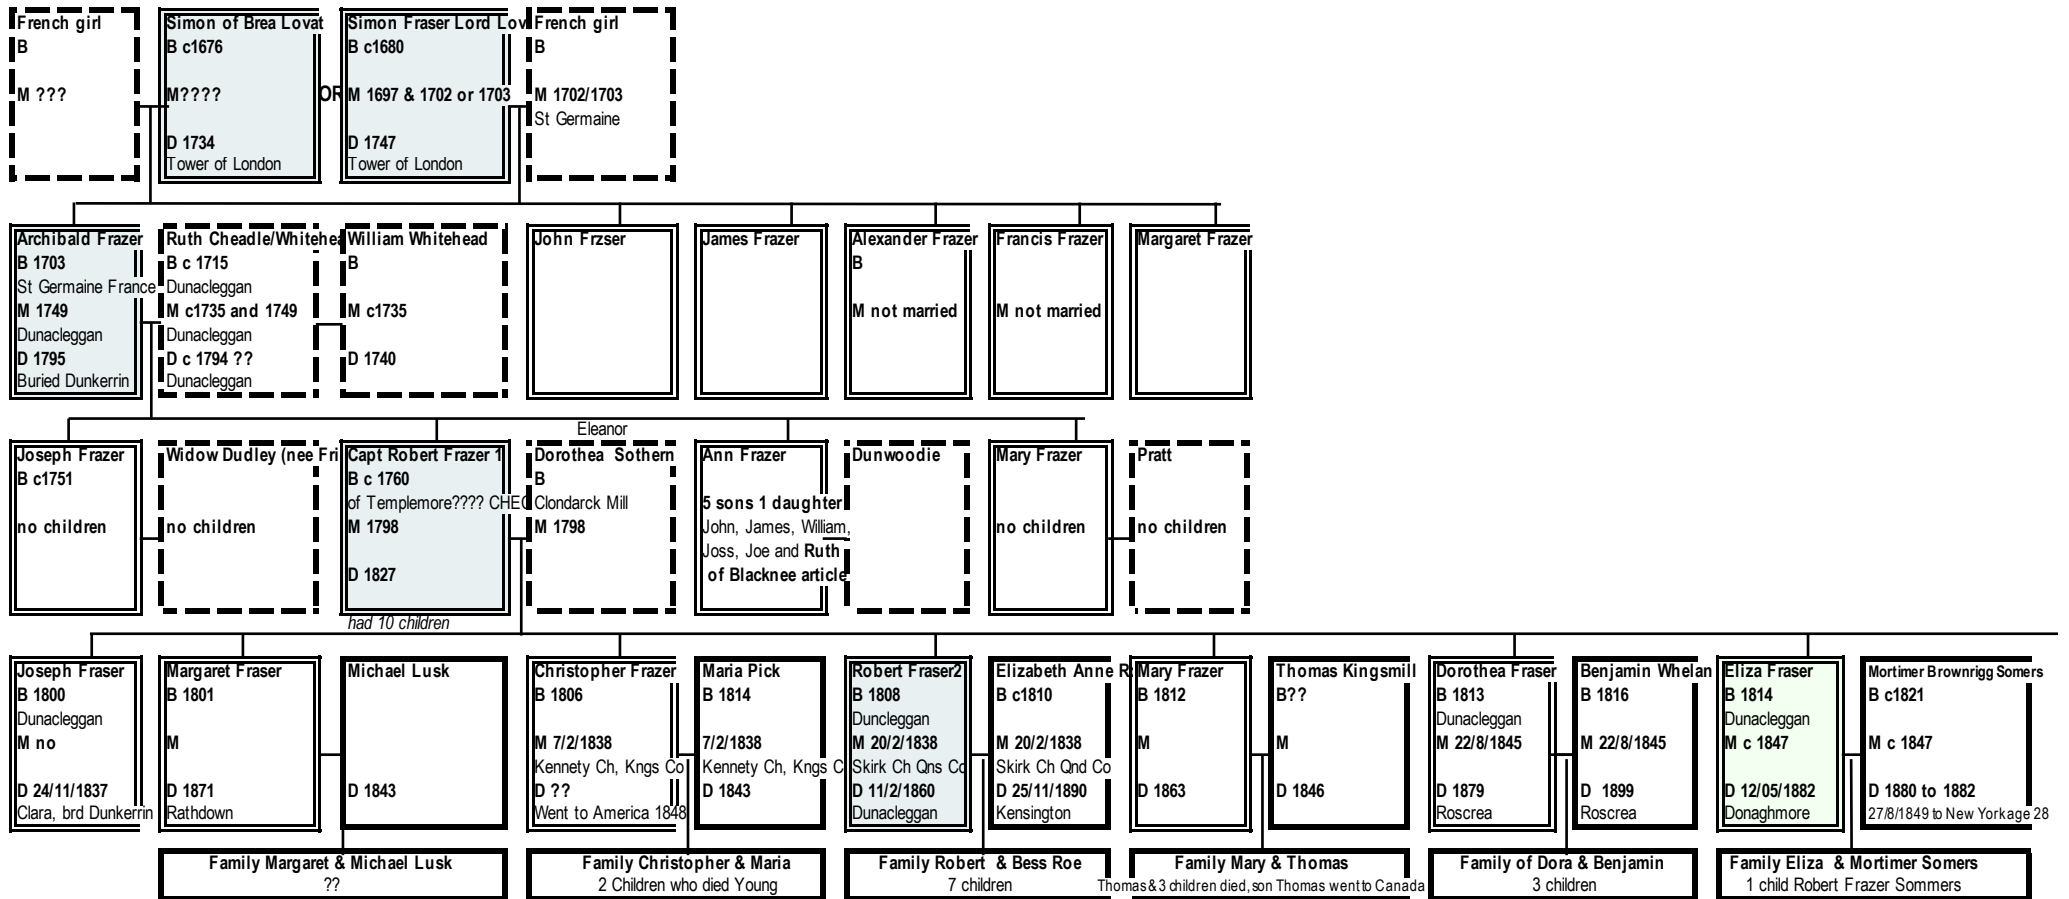 French girl
B
M ???
Simon of Brea Lovat
B c1676
M????
D 1734
Tower of London
OR
Simon Fraser Lord Lov
B c1680
M 1697 & 1702 or 1703
D 1747
Tower of London
French girl
B
M 1702/1703
St Germaine
Archibald Frazer
B 1703
St Germaine France
M 1749
Dunacleggan
D 1795
Buried Dunkerrin
Ruth Cheadle/Whitehea
B c 1715
Dunacleggan
M c1735 and 1749
Dunacleggan
D c 1794 ??
Dunacleggan
William Whitehead
B
M c1735
D 1740
John Frzser
James Frazer
Alexander Frazer
B
M not married
Francis Frazer
M not married
Margaret Frazer
Joseph Frazer
B c1751
no children
Widow Dudley (nee Fri
no children
Capt Robert Frazer 1
B c 1760
of Templemore???? CHEC
M 1798
D 1827
had 10 children
Eleanor
Dorothea Sothern
B
Clondarck Mill
M 1798
Ann Frazer
5 sons 1 daughter
John, James, William,
Joss, Joe and Ruth
of Blacknee article
Dunwoodie
Mary Frazer
no children
Pratt
no children
Joseph Fraser
B 1800
Dunacleggan
M no
D 24/11/1837
Clara, brd Dunkerrin
Margaret Fraser
B 1801
M
D 1871
Rathdown
Michael Lusk
D 1843
Christopher Frazer
B 1806
M 7/2/1838
Kennety Ch, Kngs Co
D ??
Went to America 1848
Maria Pick
B 1814
7/2/1838
Kennety Ch, Kngs C
D 1843
Robert Fraser2
B 1808
Duncleggan
M 20/2/1838
Skirk Ch Qns Co
D 11/2/1860
Dunacleggan
Elizabeth Anne R
B c1810
M 20/2/1838
Skirk Ch Qnd Co
D 25/11/1890
Kensington
Mary Frazer
B 1812
M
D 1863
Thomas Kingsmill
B??
M
D 1846
Dorothea Fraser
B 1813
Dunacleggan
M 22/8/1845
D 1879
Roscrea
Benjamin Whelan
B 1816
M 22/8/1845
D 1899
Roscrea
Eliza Fraser
B 1814
Dunacleggan
M c 1847
D 12/05/1882
Donaghmore
Mortimer Brownrigg Somers
B c1821
M c 1847
D 1880 to 1882
27/8/1849 to New Yorkage 28
Family Margaret & Michael Lusk
??
Family Christopher & Maria
2 Children who died Young
Family Robert & Bess Roe
7 children
Family Mary & Thomas
Thomas & 3 children died, son Thomas went to Canada
Family of Dora & Benjamin
3 children
Family Eliza & Mortimer Somers
1 child Robert Frazer Sommers